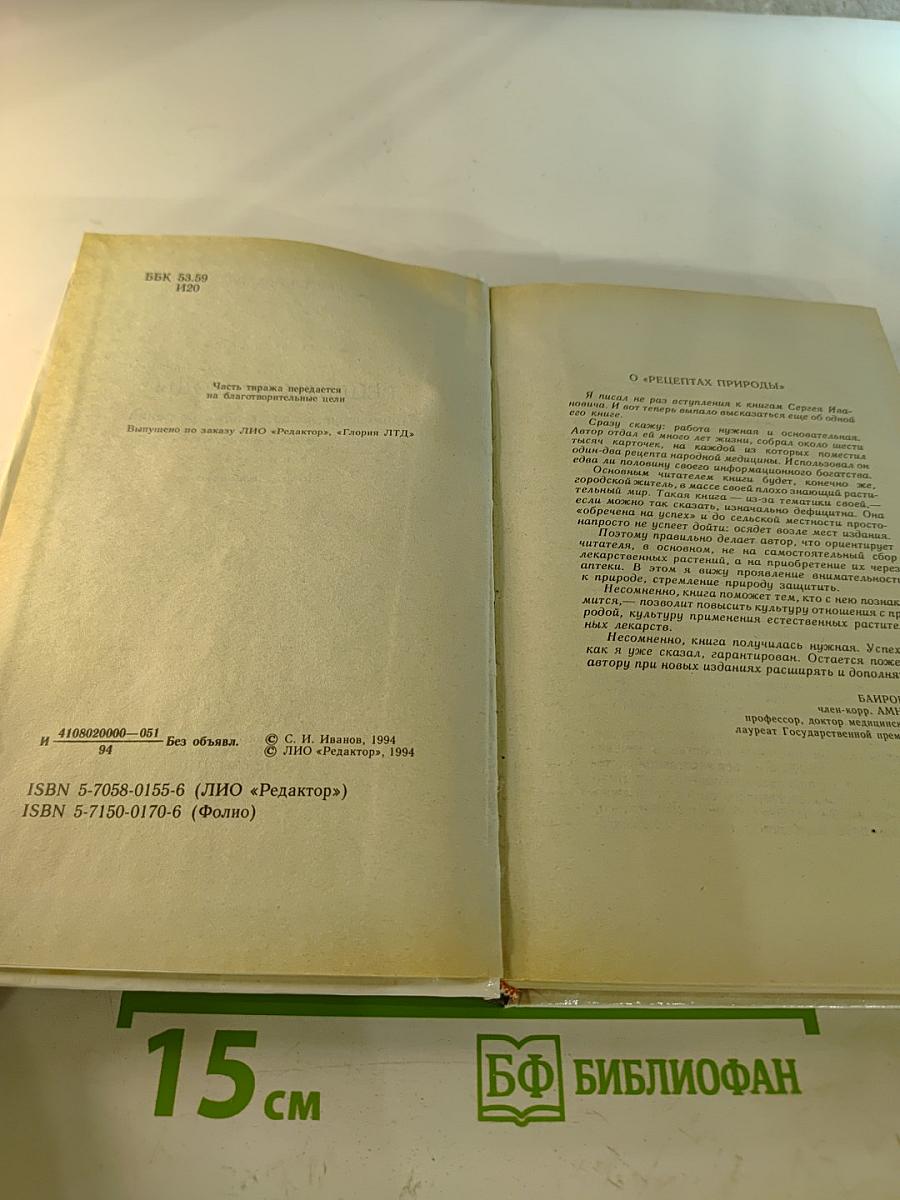 ББК 53.59
И20
Часть тиража передается
на благотворительные цели
Выпущено по заказу ЛИО «Редактор», «Глория ЛТД»
И 4108020000—051 Без объявл.
94
© С. И. Иванов, 1994
© ЛИО «Редактор», 1994
ISBN 5-7058-0155-6 (ЛИО «Редактор»)
ISBN 5-7150-0170-6 (Фолио)
О «РЕЦЕПТАХ ПРИРОДЫ»
Я писал не раз вступления к книгам Сергея Ива-
новича. И вот теперь выпало высказаться еще об одной
его книге.
Сразу скажу: работа нужная и основательная.
Автор отдал ей много лет жизни, собрал около шести
тысяч карточек, на каждой из которых поместил
один-два рецепта народной медицины. Использовал он
едва ли половину своего информационного богатства.
Основным читателем книги будет, конечно же,
городской житель, в массе своей плохо знающий расти-
тельный мир. Такая книга — из-за тематики своей,—
если можно так сказать, изначально дефицитна. Она
«обречена на успех» и до сельской местности просто-
напросто не успеет дойти: осядет возле мест издания.
Поэтому правильно делает автор, что ориентирует
читателя, в основном, не на самостоятельный сбор
лекарственных растений, а на приобретение их через
аптеки. В этом я вижу проявление внимательност
к природе, стремление природу защитить.
Несомненно, книга поможет тем, кто с нею познак
мится,— позволит повысить культуру отношения с пр
родой, культуру применения естественных растите
ных лекарств.
Несомненно, книга получилась нужная. Успех
как я уже сказал, гарантирован. Остается поже
автору при новых изданиях расширять и дополня
БАИРО
член-корр. АМН
профессор, доктор медицинс
лауреат Государственной прем
15 см
БФ БИБЛИОФАН